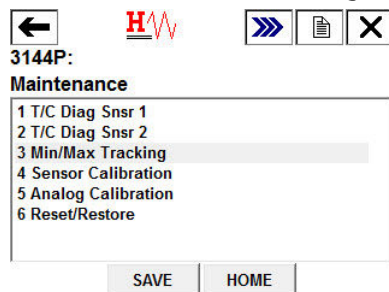 H
3144P:
Maintenance
1 T/C Diag Snsr 1
2 T/C Diag Snsr 2
3 Min/Max Tracking
4 Sensor Calibration
5 Analog Calibration
6 Reset/Restore
SAVE HOME